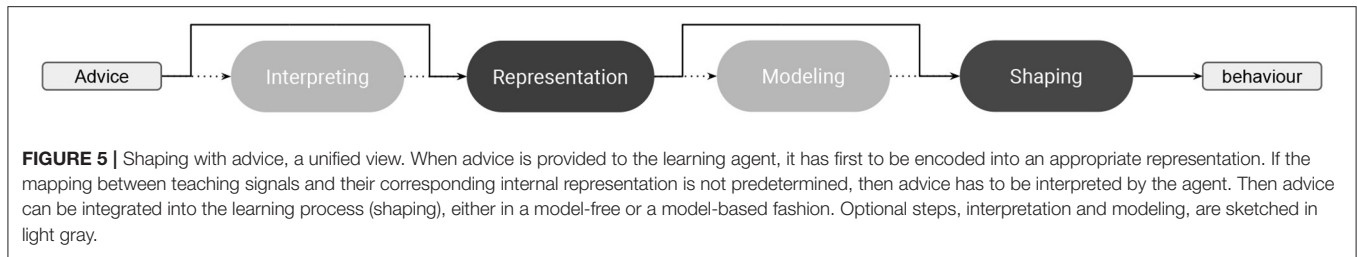 Advice
Interpreting
Representation
Modeling
Shaping
behaviour
FIGURE 5 | Shaping with advice, a unified view. When advice is provided to the learning agent, it has first to be encoded into an appropriate representation. If the
mapping between teaching signals and their corresponding internal representation is not predetermined, then advice has to be interpreted by the agent. Then advice
can be integrated into the learning process (shaping), either in a model-free or a model-based fashion. Optional steps, interpretation and modeling, are sketched in
light gray.